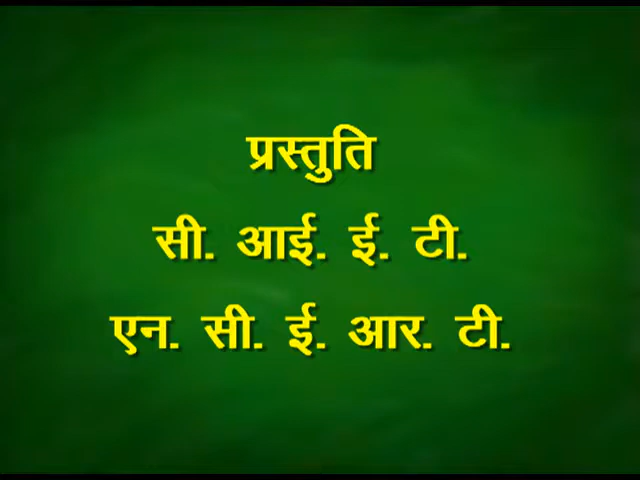 प्रस्तुति
सी. आई. ई. टी.
एन. सी. ई. आर. टी.